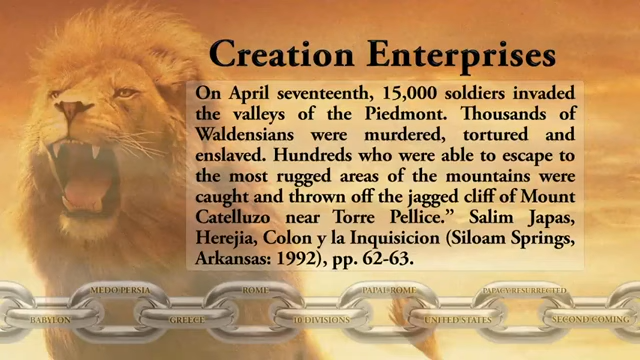 Creation Enterprises
On April seventeenth, 15,000 soldiers invaded
the valleys of the Piedmont. Thousands of
Waldensians were murdered, tortured and
enslaved. Hundreds who were able to escape to
the most rugged areas of the mountains were
caught and thrown off the jagged cliff of Mount
Catelluzo near Torre Pellice.” Salim Japas,
Herejia, Colon y la Inquisicion (Siloam Springs,
Arkansas: 1992), pp. 62-63.
MEDO-PERSIA ROME PAPAL ROME PAPACY RESURRECTED
BABYLON GREECE 10 DIVISIONS UNITED STATES SECOND COMING